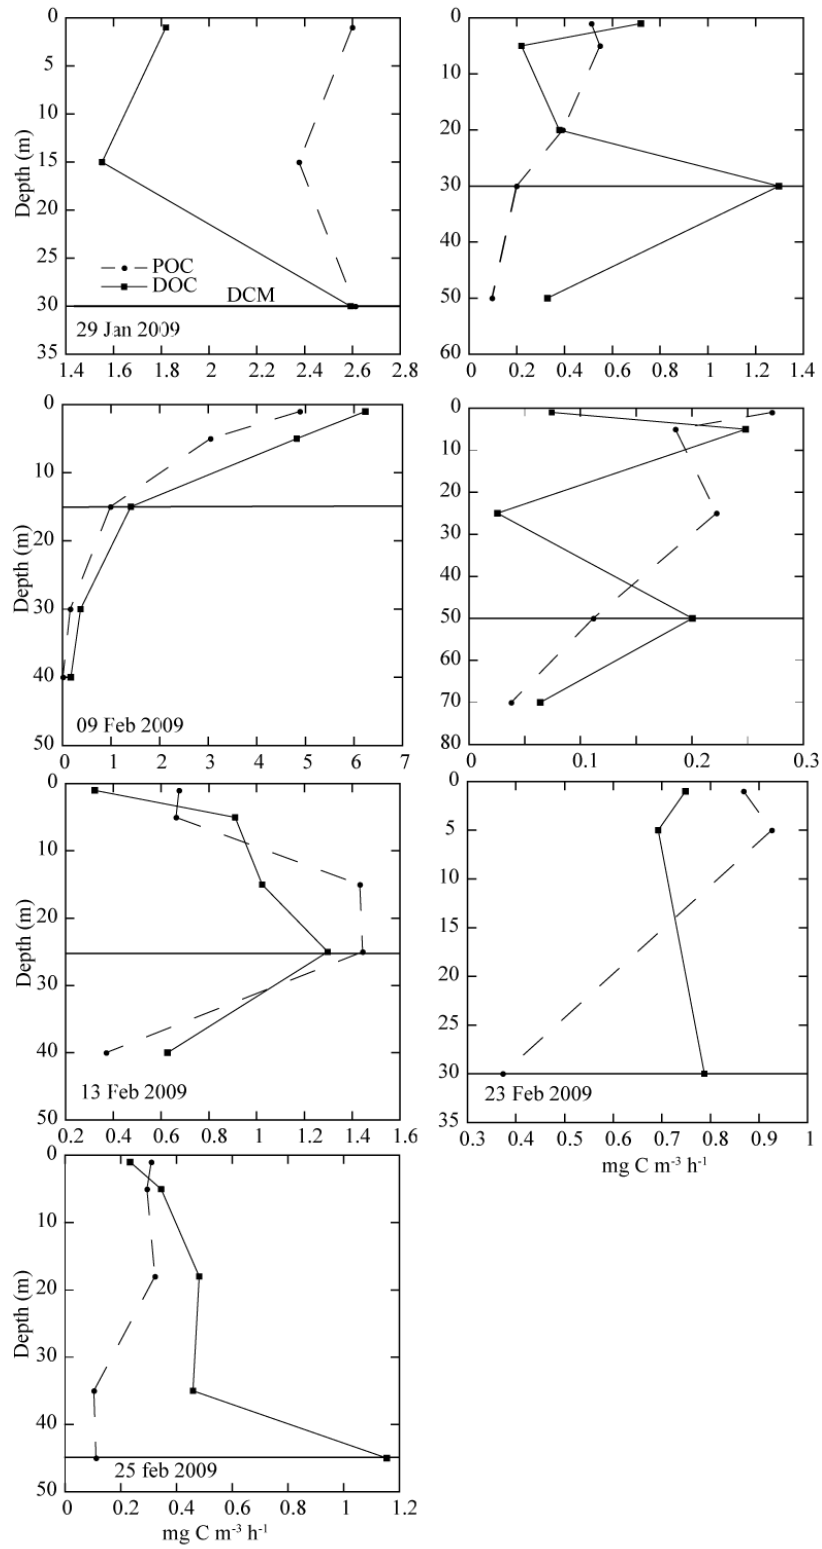 0
5
10
15
20
25
30
35
Depth (m)
POC
DOC
DCM
29 Jan 2009
1.4 1.6 1.8 2 2.2 2.4 2.6 2.8
0
10
20
30
40
50
60
0 0.2 0.4 0.6 0.8 1 1.2 1.4
0
10
20
30
40
50
Depth (m)
09 Feb 2009
0 1 2 3 4 5 6 7
0
10
20
30
40
50
60
70
80
0 0.1 0.2 0.3
0
10
20
30
40
50
Depth (m)
13 Feb 2009
0.2 0.4 0.6 0.8 1 1.2 1.4 1.6
0
5
10
15
20
25
30
35
23 Feb 2009
0.3 0.4 0.5 0.6 0.7 0.8 0.9 1
mg C m-3 h-1
0
10
20
30
40
50
Depth (m)
25 feb 2009
0 0.2 0.4 0.6 0.8 1 1.2
mg C m-3 h-1